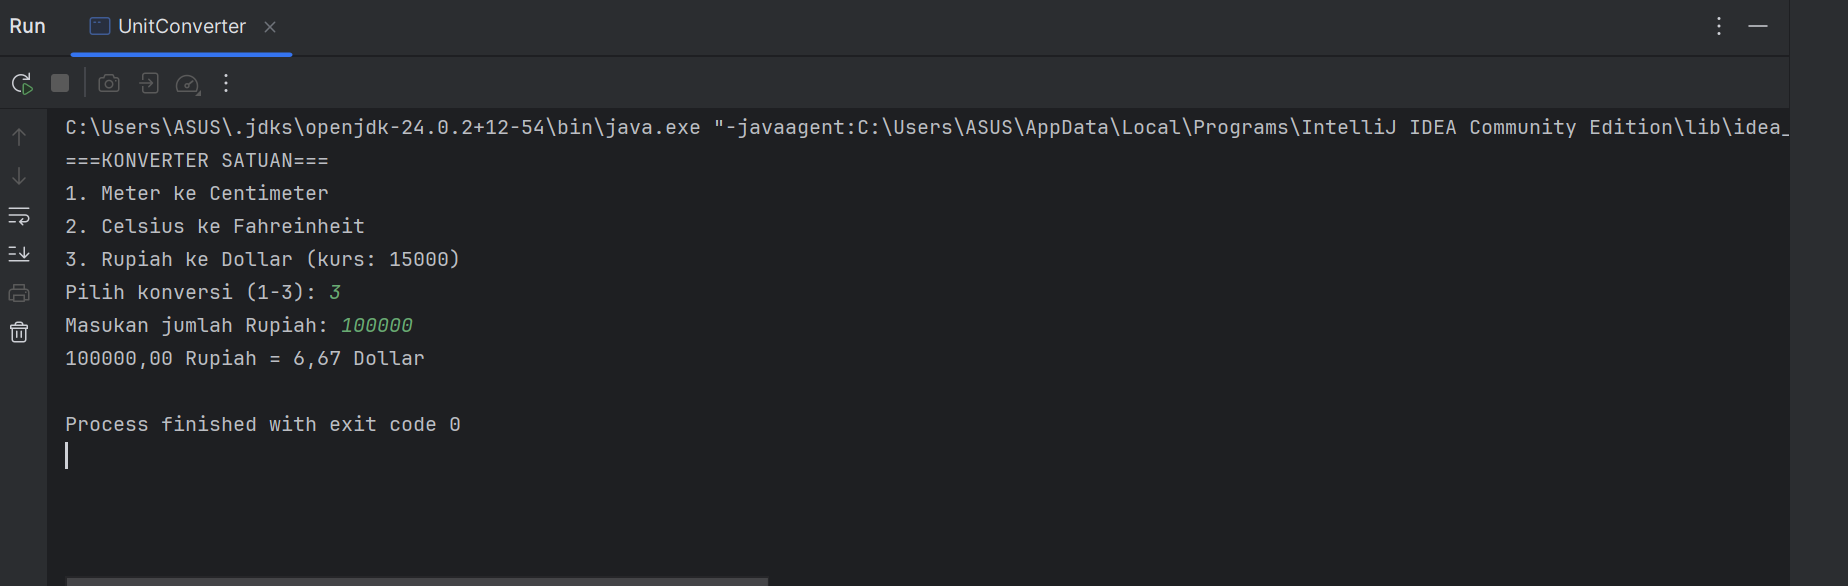 Run UnitConverter
C:\Users\ASUS\.jdks\openjdk-24.0.2+12-54\bin\java.exe "-javaagent:C:\Users\ASUS\AppData\Local\Programs\IntelliJ IDEA Community Edition\lib\idea_
===KONVERTER SATUAN===
1. Meter ke Centimeter
2. Celsius ke Fahreinheit
3. Rupiah ke Dollar (kurs: 15000)
Pilih konversi (1-3): 3
Masukan jumlah Rupiah: 100000
100000,00 Rupiah = 6,67 Dollar
Process finished with exit code 0